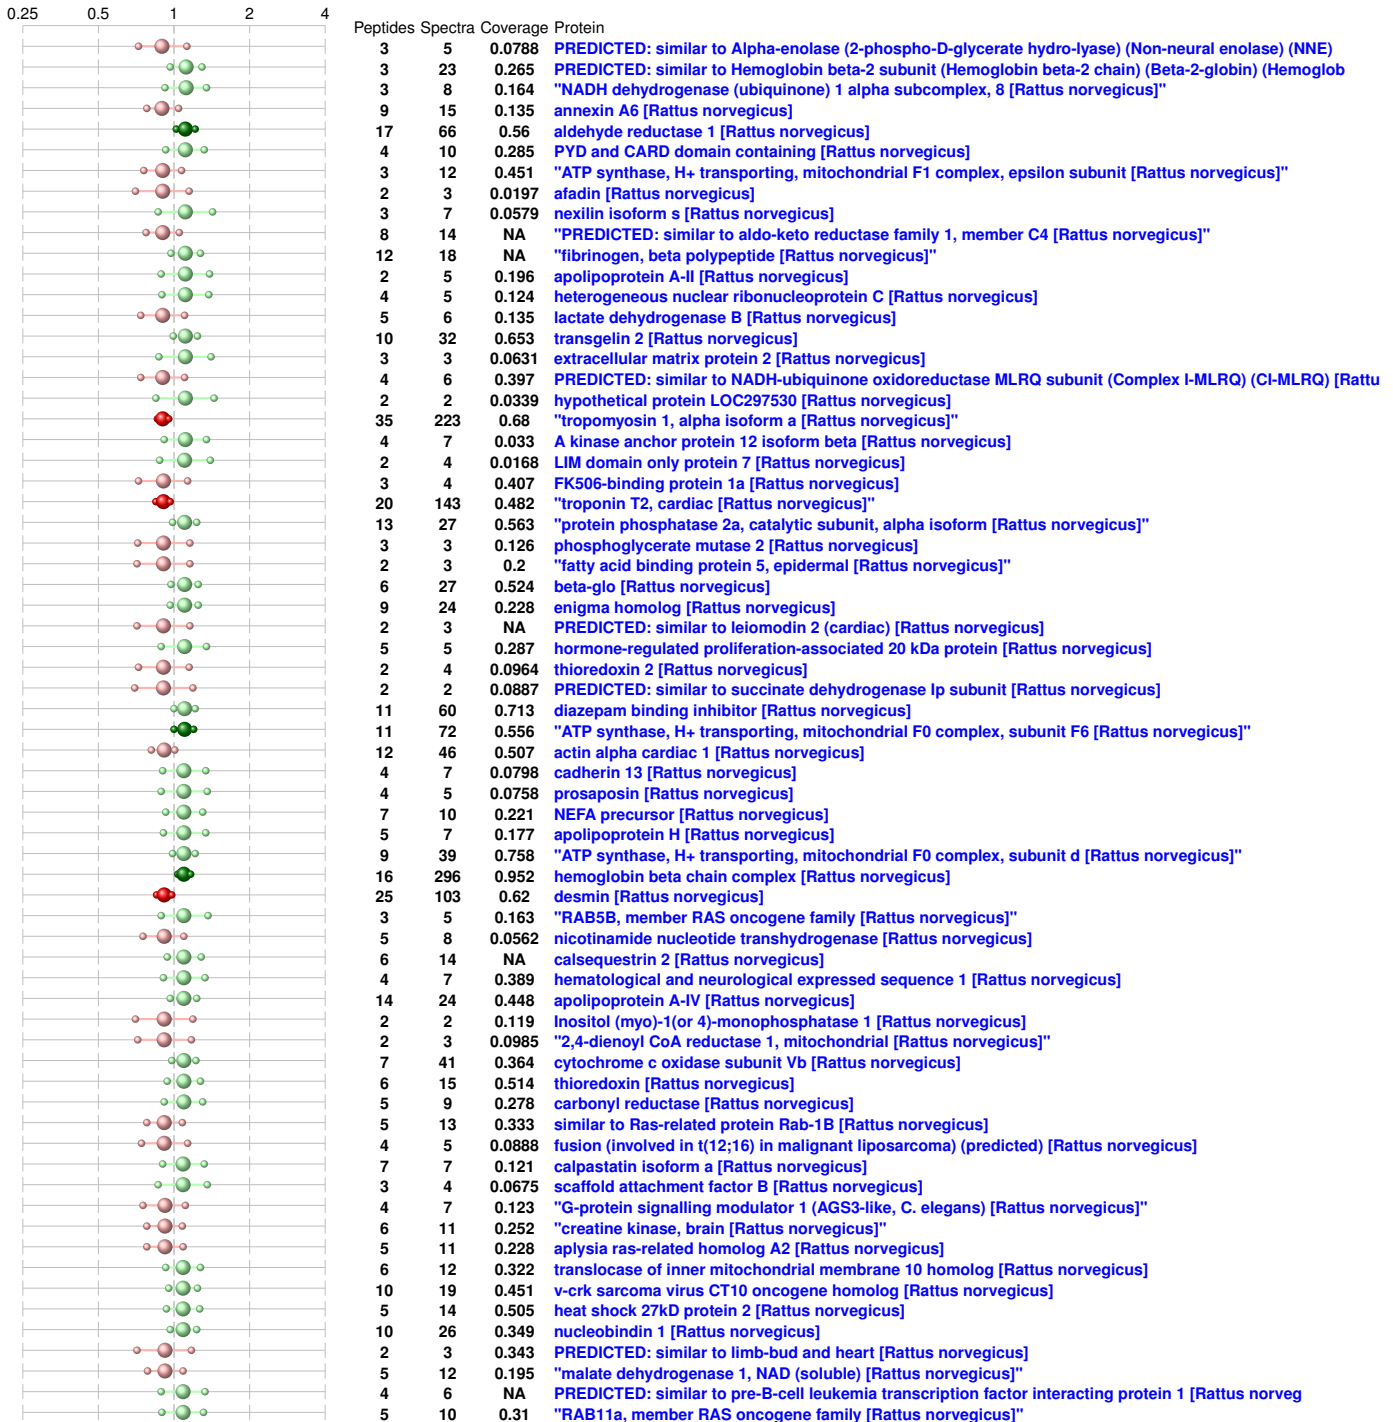 0.25 0.5 1 2 4
Peptides Spectra Coverage Protein
3 5 0.0788 PREDICTED: similar to Alpha-enolase (2-phospho-D-glycerate hydro-lyase) (Non-neural enolase) (NNE)
3 23 0.265 PREDICTED: similar to Hemoglobin beta-2 subunit (Hemoglobin beta-2 chain) (Beta-2-globin) (Hemoglob
3 8 0.164 "NADH dehydrogenase (ubiquinone) 1 alpha subcomplex, 8 [Rattus norvegicus]"
9 15 0.135 annexin A6 [Rattus norvegicus]
17 66 0.56 aldehyde reductase 1 [Rattus norvegicus]
4 10 0.285 PYD and CARD domain containing [Rattus norvegicus]
3 12 0.451 "ATP synthase, H+ transporting, mitochondrial F1 complex, epsilon subunit [Rattus norvegicus]"
2 3 0.0197 afadin [Rattus norvegicus]
3 7 0.0579 nexilin isoform s [Rattus norvegicus]
8 14 NA "PREDICTED: similar to aldo-keto reductase family 1, member C4 [Rattus norvegicus]"
12 18 NA "fibrinogen, beta polypeptide [Rattus norvegicus]"
2 5 0.196 apolipoprotein A-II [Rattus norvegicus]
4 5 0.124 heterogeneous nuclear ribonucleoprotein C [Rattus norvegicus]
5 6 0.135 lactate dehydrogenase B [Rattus norvegicus]
10 32 0.653 transgelin 2 [Rattus norvegicus]
3 3 0.0631 extracellular matrix protein 2 [Rattus norvegicus]
4 6 0.397 PREDICTED: similar to NADH-ubiquinone oxidoreductase MLRQ subunit (Complex I-MLRQ) (CI-MLRQ) [Rattu
2 2 0.0339 hypothetical protein LOC297530 [Rattus norvegicus]
35 223 0.68 "tropomyosin 1, alpha isoform a [Rattus norvegicus]"
4 7 0.033 A kinase anchor protein 12 isoform beta [Rattus norvegicus]
2 4 0.0168 LIM domain only protein 7 [Rattus norvegicus]
3 4 0.407 FK506-binding protein 1a [Rattus norvegicus]
20 143 0.482 "troponin T2, cardiac [Rattus norvegicus]"
13 27 0.563 "protein phosphatase 2a, catalytic subunit, alpha isoform [Rattus norvegicus]"
3 3 0.126 phosphoglycerate mutase 2 [Rattus norvegicus]
2 3 0.2 "fatty acid binding protein 5, epidermal [Rattus norvegicus]"
6 27 0.524 beta-glo [Rattus norvegicus]
9 24 0.228 enigma homolog [Rattus norvegicus]
2 3 NA PREDICTED: similar to leiomodin 2 (cardiac) [Rattus norvegicus]
5 5 0.287 hormone-regulated proliferation-associated 20 kDa protein [Rattus norvegicus]
2 4 0.0964 thioredoxin 2 [Rattus norvegicus]
2 2 0.0887 PREDICTED: similar to succinate dehydrogenase Ip subunit [Rattus norvegicus]
11 60 0.713 diazepam binding inhibitor [Rattus norvegicus]
11 72 0.556 "ATP synthase, H+ transporting, mitochondrial F0 complex, subunit F6 [Rattus norvegicus]"
12 46 0.507 actin alpha cardiac 1 [Rattus norvegicus]
4 7 0.0798 cadherin 13 [Rattus norvegicus]
4 5 0.0758 prosaposin [Rattus norvegicus]
7 10 0.221 NEFA precursor [Rattus norvegicus]
5 7 0.177 apolipoprotein H [Rattus norvegicus]
9 39 0.758 "ATP synthase, H+ transporting, mitochondrial F0 complex, subunit d [Rattus norvegicus]"
16 296 0.952 hemoglobin beta chain complex [Rattus norvegicus]
25 103 0.62 desmin [Rattus norvegicus]
3 5 0.163 "RAB5B, member RAS oncogene family [Rattus norvegicus]"
5 8 0.0562 nicotinamide nucleotide transhydrogenase [Rattus norvegicus]
6 14 NA calsequestrin 2 [Rattus norvegicus]
4 7 0.389 hematological and neurological expressed sequence 1 [Rattus norvegicus]
14 24 0.448 apolipoprotein A-IV [Rattus norvegicus]
2 2 0.119 Inositol (myo)-1(or 4)-monophosphatase 1 [Rattus norvegicus]
2 3 0.0985 "2,4-dienoyl CoA reductase 1, mitochondrial [Rattus norvegicus]"
7 41 0.364 cytochrome c oxidase subunit Vb [Rattus norvegicus]
6 15 0.514 thioredoxin [Rattus norvegicus]
5 9 0.278 carbonyl reductase [Rattus norvegicus]
5 13 0.333 similar to Ras-related protein Rab-1B [Rattus norvegicus]
4 5 0.0888 fusion (involved in t(12;16) in malignant liposarcoma) (predicted) [Rattus norvegicus]
7 7 0.121 calpastatin isoform a [Rattus norvegicus]
3 4 0.0675 scaffold attachment factor B [Rattus norvegicus]
4 7 0.123 "G-protein signalling modulator 1 (AGS3-like, C. elegans) [Rattus norvegicus]"
6 11 0.252 "creatine kinase, brain [Rattus norvegicus]"
5 11 0.228 aplysia ras-related homolog A2 [Rattus norvegicus]
6 12 0.322 translocase of inner mitochondrial membrane 10 homolog [Rattus norvegicus]
10 19 0.451 v-crk sarcoma virus CT10 oncogene homolog [Rattus norvegicus]
5 14 0.505 heat shock 27kD protein 2 [Rattus norvegicus]
10 26 0.349 nucleobindin 1 [Rattus norvegicus]
2 3 0.343 PREDICTED: similar to limb-bud and heart [Rattus norvegicus]
5 12 0.195 "malate dehydrogenase 1, NAD (soluble) [Rattus norvegicus]"
4 6 NA PREDICTED: similar to pre-B-cell leukemia transcription factor interacting protein 1 [Rattus norveg
5 10 0.31 "RAB11a, member RAS oncogene family [Rattus norvegicus]"